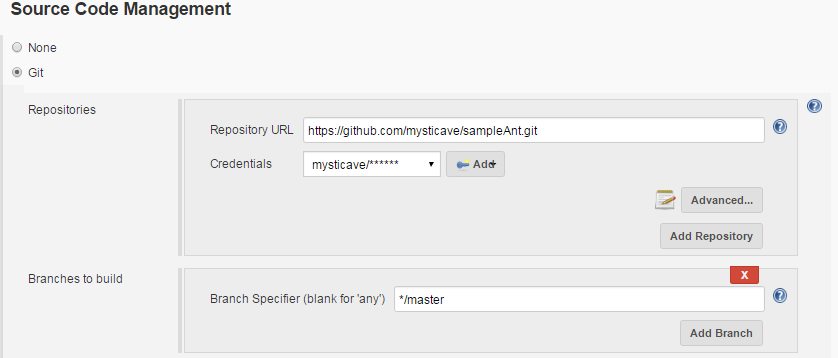 Source Code Management
None
Git
Repositories
Repository URL https://github.com/mysticave/sampleAnt.git
Credentials mysticave/****** Add
Advanced...
Add Repository
Branches to build
X
Branch Specifier (blank for 'any') */master
Add Branch